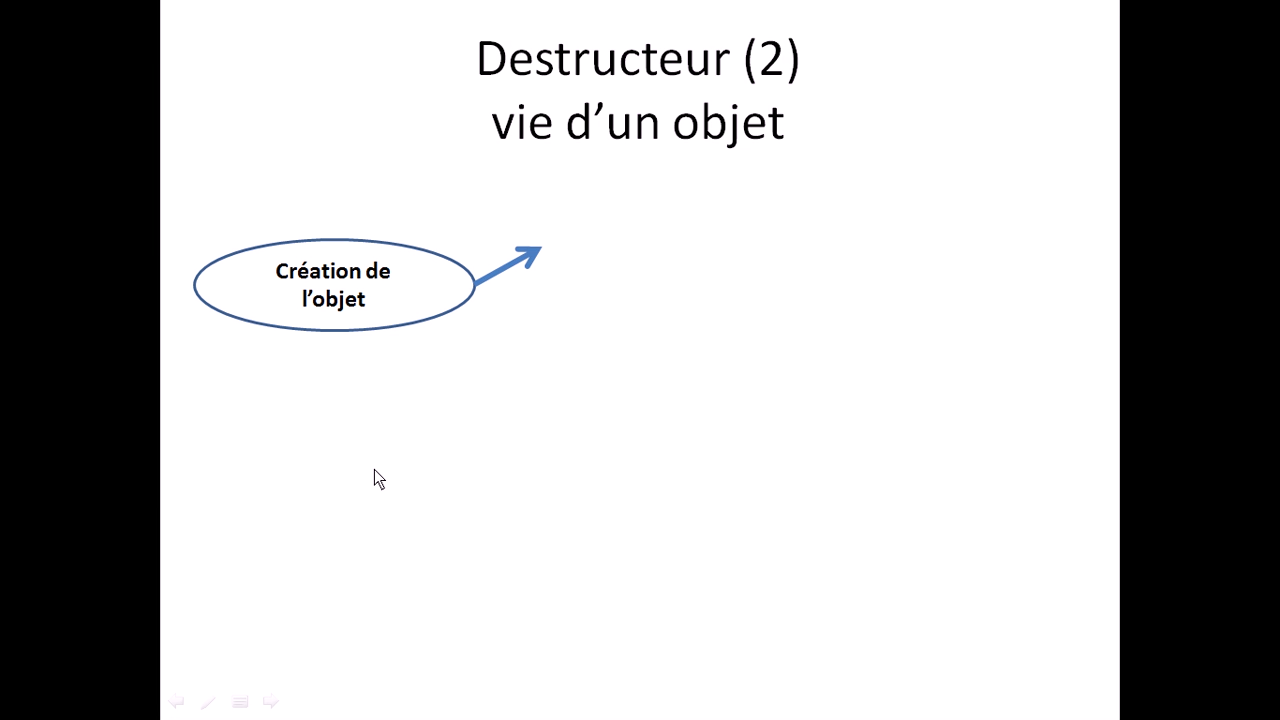 Destructeur (2)
vie d’un objet
Création de
l’objet